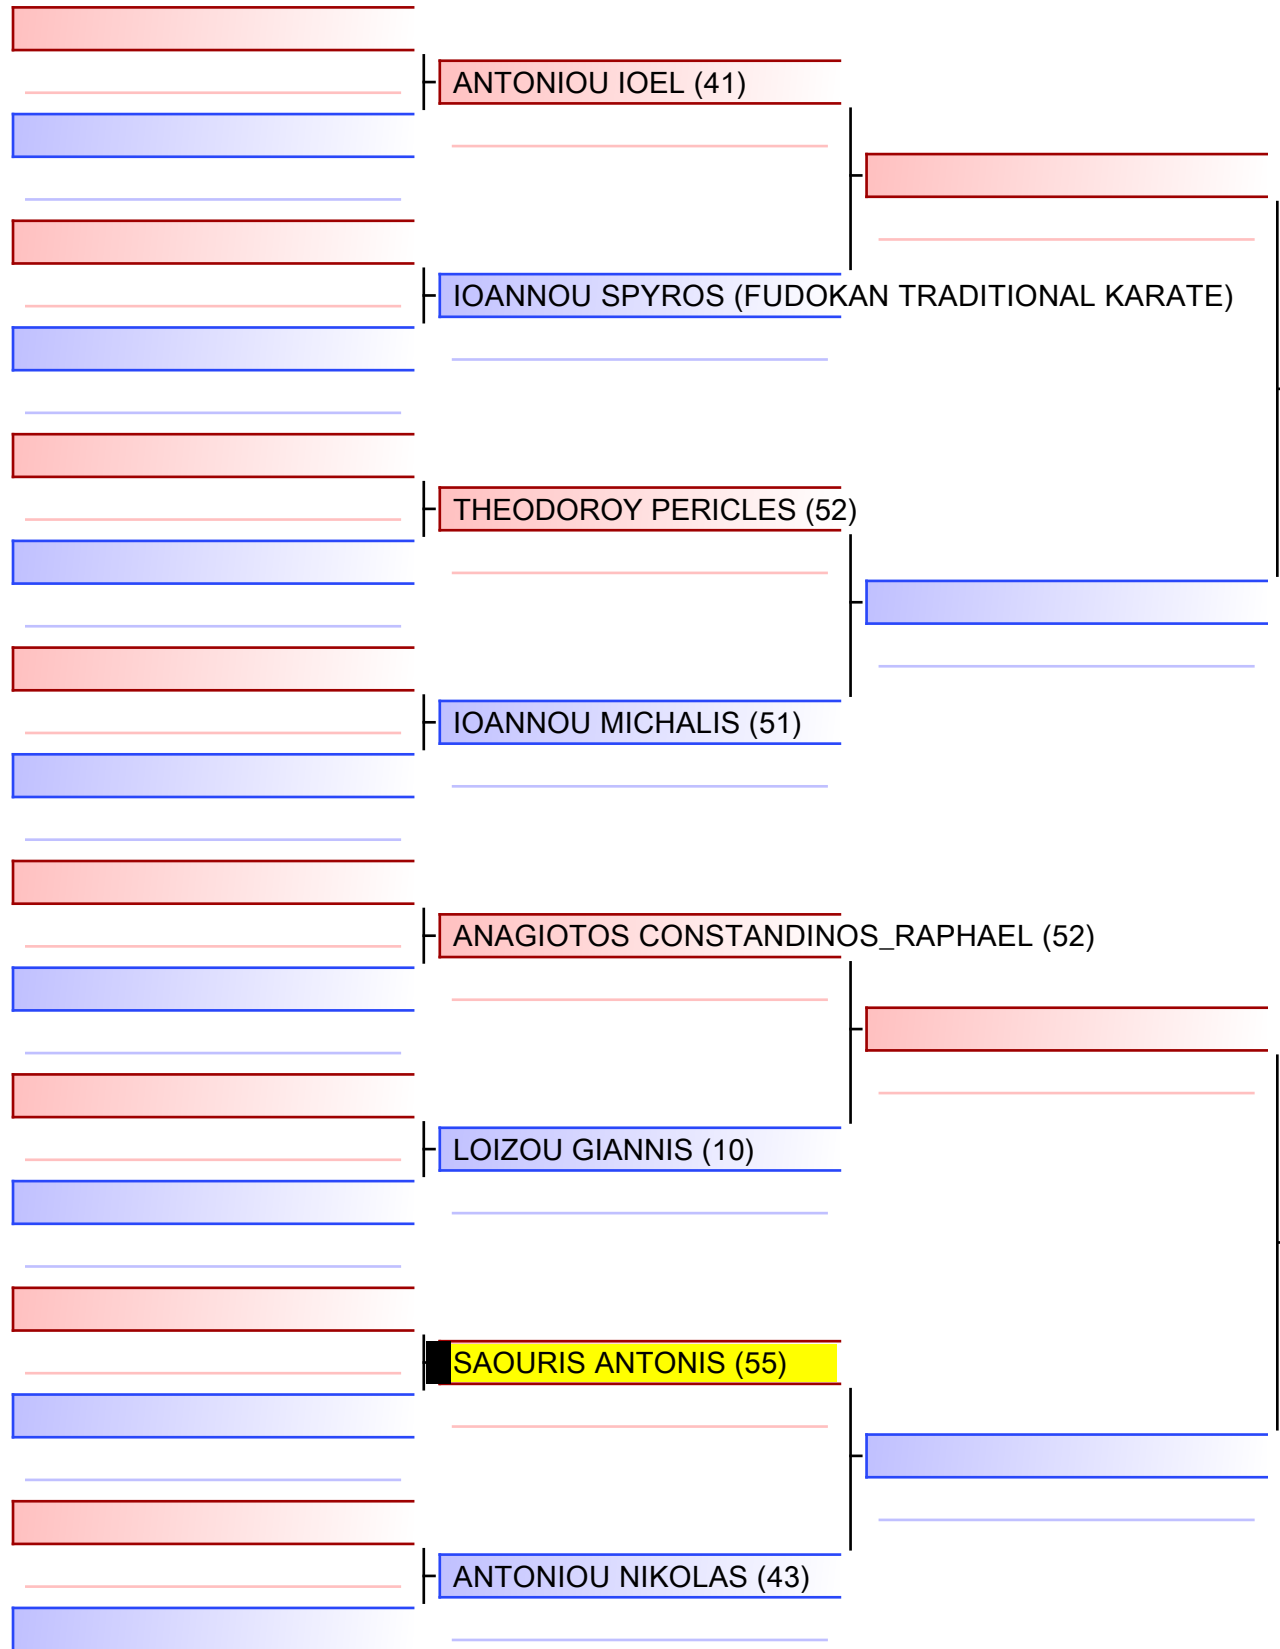 ANTONIOU IOEL (41)
IOANNOU SPYROS (FUDOKAN TRADITIONAL KARATE)
THEODOROY PERICLES (52)
IOANNOU MICHALIS (51)
ANAGIOTOS CONSTANDINOS_RAPHAEL (52)
LOIZOU GIANNIS (10)
SAOURIS ANTONIS (55)
ANTONIOU NIKOLAS (43)